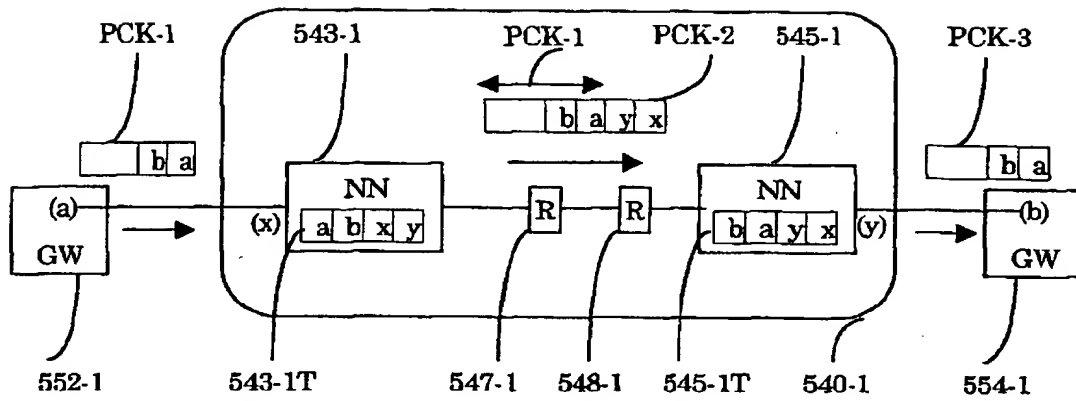 PCK-1 543-1 PCK-1 PCK-2 545-1 PCK-3
b a
b a y x
b a
(a)
GW
(x)
NN
a b x y
R
R
NN
b a y x
(y)
(b)
GW
552-1 543-1T 547-1 548-1 545-1T 540-1 554-1